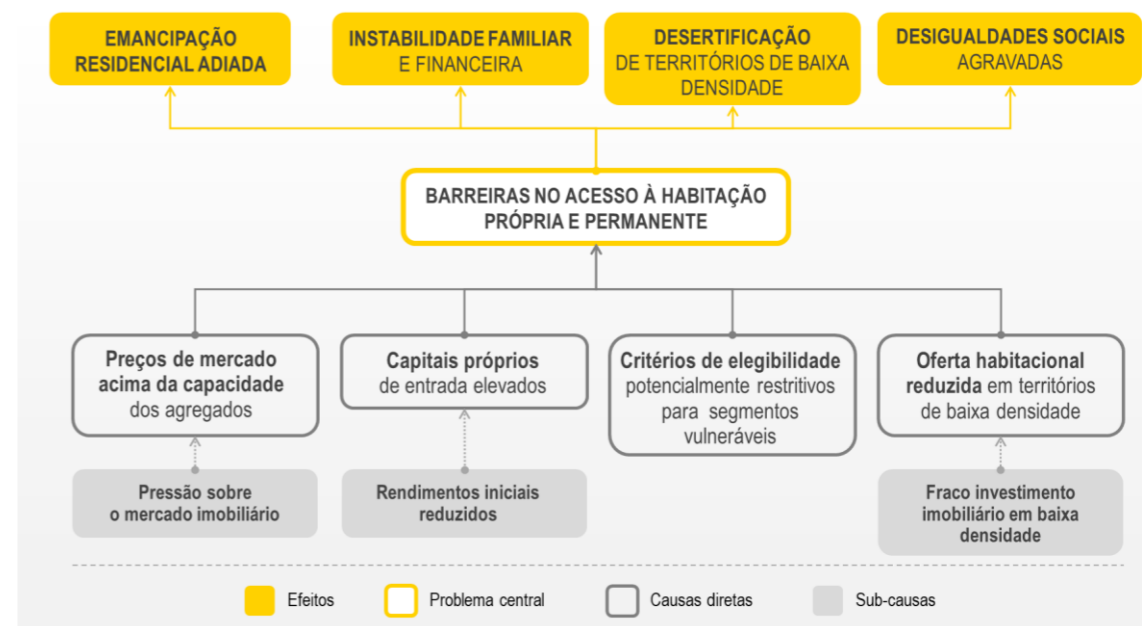 EMANCIPAÇÃO
RESIDENCIAL ADIADA
INSTABILIDADE FAMILIAR
E FINANCEIRA
DESERTIFICAÇÃO
DE TERRITÓRIOS DE BAIXA
DENSIDADE
DESIGUALDADES SOCIAIS
AGRAVADAS
BARREIRAS NO ACESSO À HABITAÇÃO
PRÓPRIA E PERMANENTE
Preços de mercado
acima da capacidade
dos agregados
Capitais próprios
de entrada elevados
Critérios de elegibilidade
potencialmente restritivos
para segmentos
vulneráveis
Oferta habitacional
reduzida em territórios
de baixa densidade
Pressão sobre
o mercado imobiliário
Rendimentos iniciais
reduzidos
Fraco investimento
imobiliário em baixa
densidade
Efeitos
Problema central
Causas diretas
Sub-causas